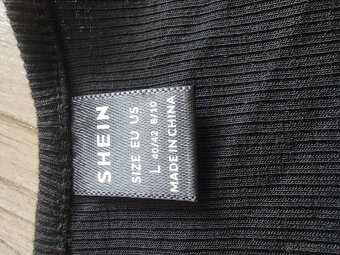 SHEIN
SIZE EU US
L 40/42 8/10
MADE IN CHINA